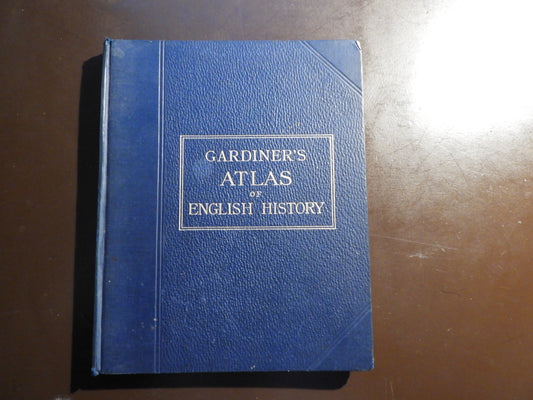 GARDINER'S
ATLAS
OF
ENGLISH HISTORY